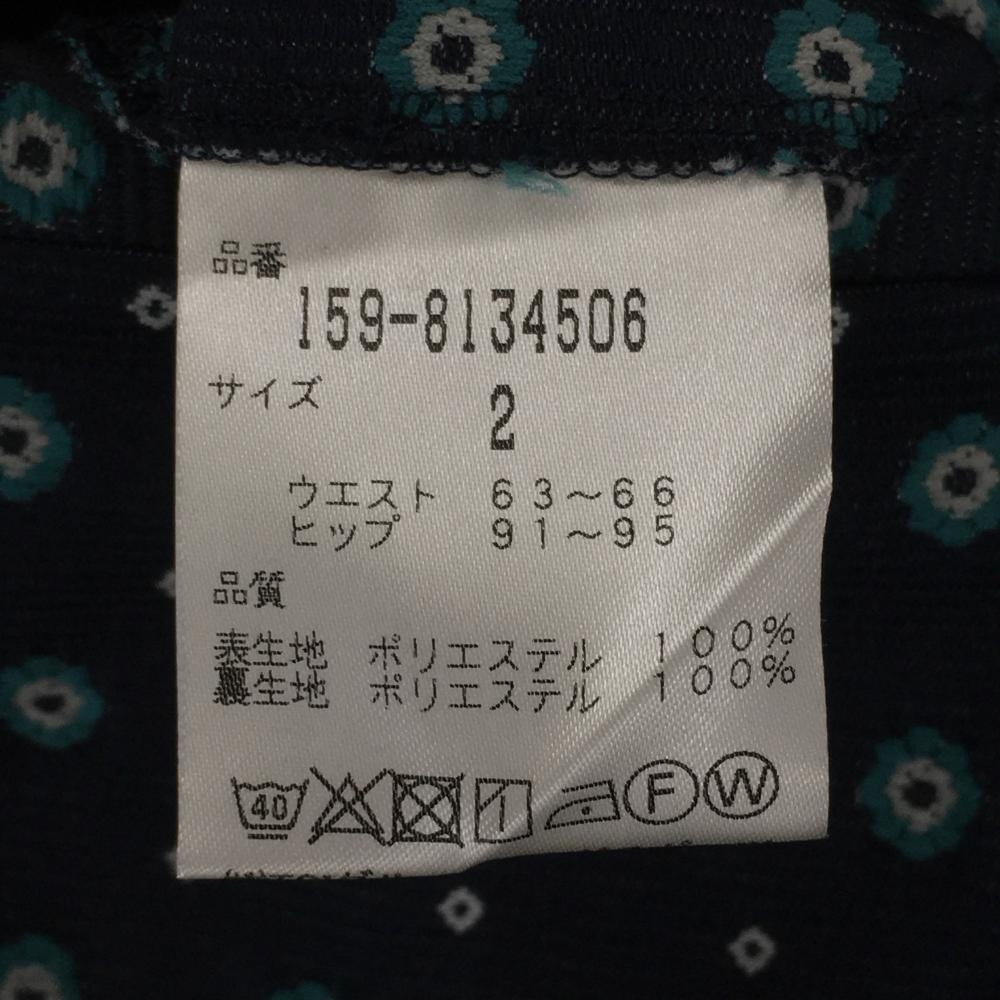 品番
159-8134506
サイズ 2
ウエスト 63～66
ヒップ 91～95
品質
表生地 ポリエステル 100%
裏生地 ポリエステル 100%
40 F W